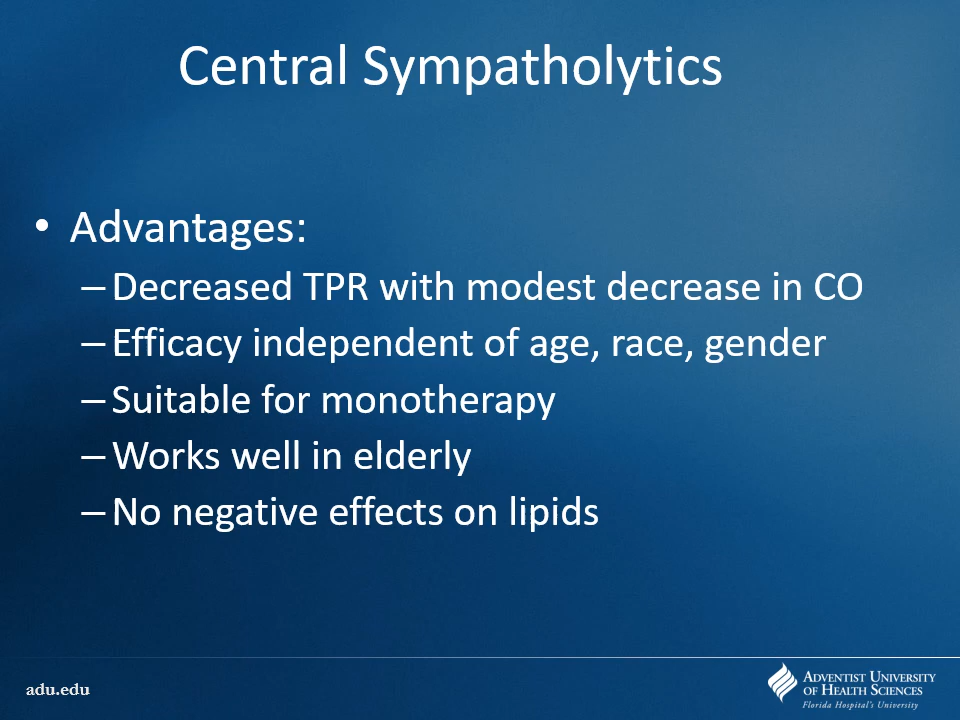 Central Sympatholytics
• Advantages:
– Decreased TPR with modest decrease in CO
– Efficacy independent of age, race, gender
– Suitable for monotherapy
– Works well in elderly
– No negative effects on lipids
adu.edu
ADVENTIST UNIVERSITY
OF HEALTH SCIENCES
Florida Hospital's University